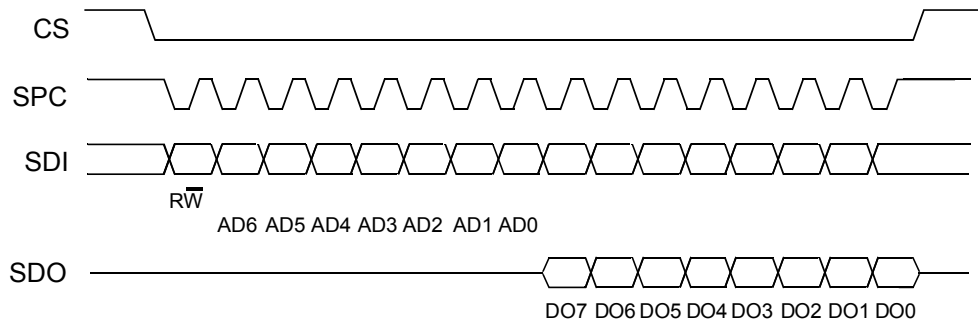 CS
SPC
SDI
RW̅
AD6 AD5 AD4 AD3 AD2 AD1 AD0
SDO
DO7 DO6 DO5 DO4 DO3 DO2 DO1 DO0